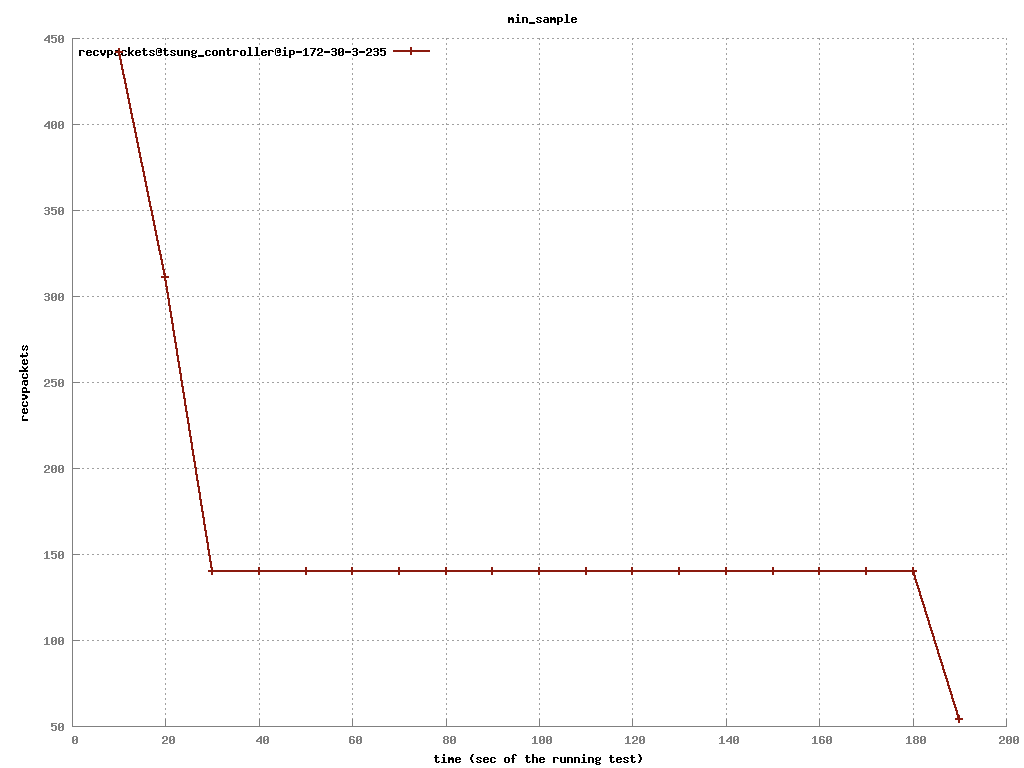 min_sample
recvpackets@tsung_controller@ip-172-30-3-235
450
400
350
300
250
200
150
100
50
recvpackets
0 20 40 60 80 100 120 140 160 180 200
time (sec of the running test)